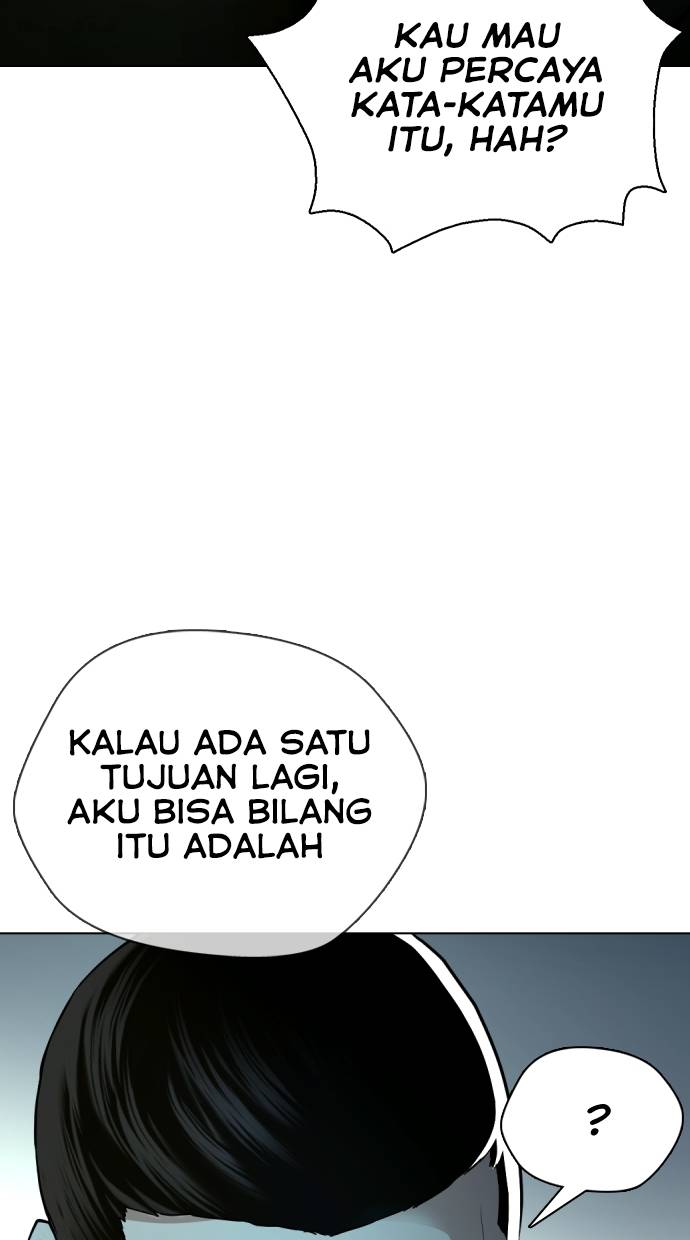 KAU MAU
AKU PERCAYA
KATA-KATAMU
ITU, HAH?
KALAU ADA SATU
TUJUAN LAGI,
AKU BISA BILANG
ITU ADALAH
?